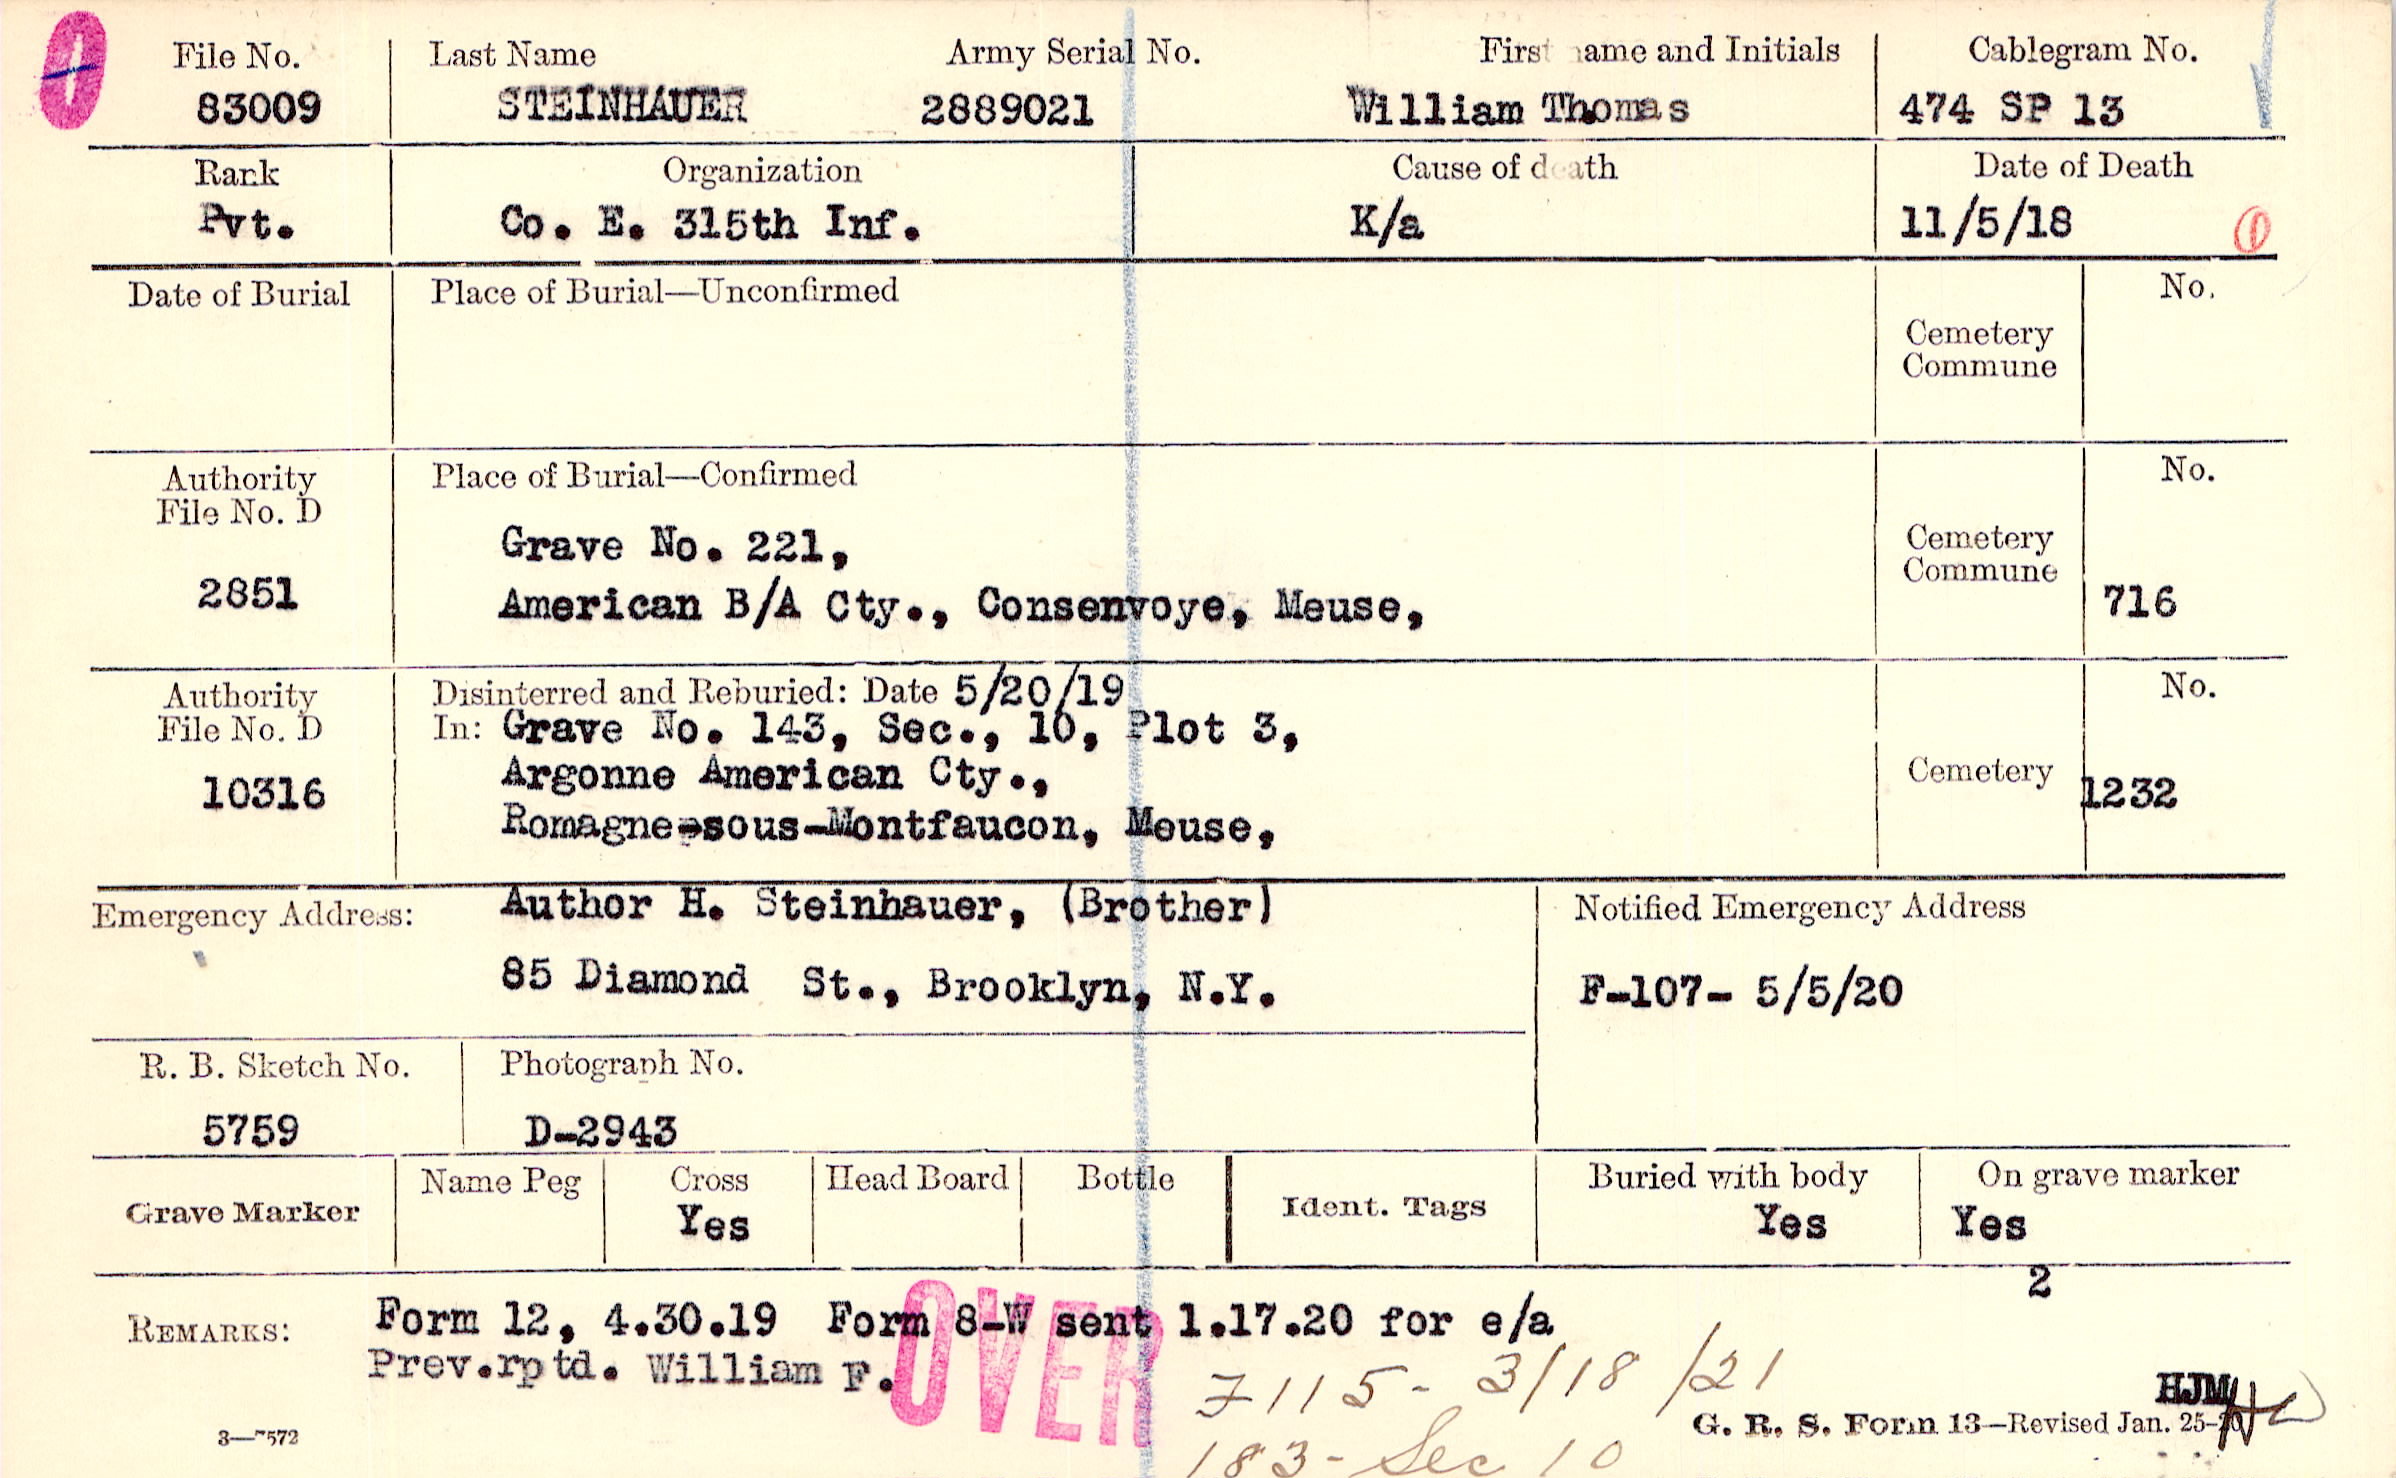 File No. Last Name Army Serial No. First name and Initials Cablegram No.
83009 STEINHAUER 2889021 William Thomas 474 SP 13
Rank Organization Cause of death Date of Death
Pvt. Co. E. 315th Inf. K/a 11/5/18
Date of Burial Place of Burial—Unconfirmed No.
Cemetery
Commune
Authority Place of Burial—Confirmed No.
File No. D
Grave No. 221, Cemetery
Commune
2851 American B/A Cty., Consenvoye, Meuse, 716
Authority Disinterred and Reburied: Date 5/20/19 No.
File No. D In: Grave No. 143, Sec., 10, Plot 3,
Argonne American Cty., Cemetery
10316 1232
Romagne-sous-Montfaucon, Meuse,
Emergency Address: Author H. Steinhauer, (Brother) Notified Emergency Address
85 Diamond St., Brooklyn, N.Y. F-107- 5/5/20
R. B. Sketch No. Photograph No.
5759 D-2943
Grave Marker Name Peg Cross Head Board Bottle Ident. Tags Buried with body On grave marker
Yes Yes Yes
2
REMARKS: Form 12, 4.30.19 Form 8-W sent 1.17.20 for e/a
Prev.rptd. William F.
OVER
7115- 3/18/21
HJM
G. R. S. Form 13—Revised Jan. 25-20
3—7572
183- Sec 10